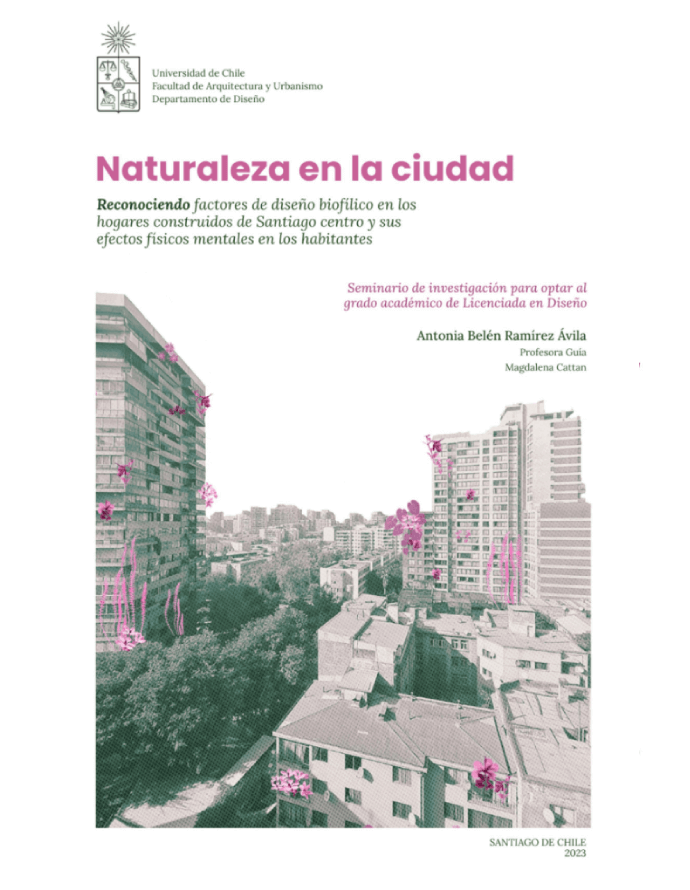 Universidad de Chile
Facultad de Arquitectura y Urbanismo
Departamento de Diseño
Naturaleza en la ciudad
Reconociendo factores de diseño biofílico en los
hogares construidos de Santiago centro y sus
efectos físicos mentales en los habitantes
Seminario de investigación para optar al
grado académico de Licenciada en Diseño
Antonia Belén Ramírez Ávila
Profesora Guia
Magdalena Cattan
SANTIAGO DE CHILE
2023